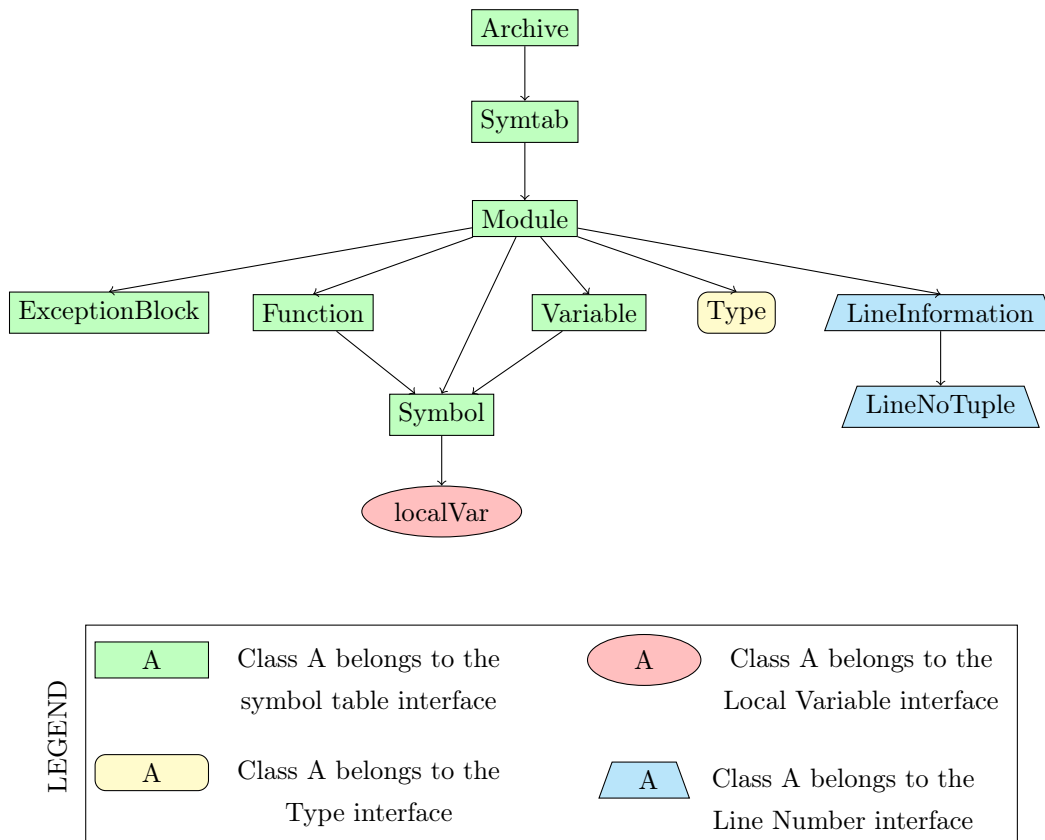 Archive
Symtab
Module
ExceptionBlock
Function
Variable
Type
LineInformation
Symbol
LineNoTuple
localVar
LEGEND
A
Class A belongs to the
symbol table interface
A
Class A belongs to the
Local Variable interface
A
Class A belongs to the
Type interface
A
Class A belongs to the
Line Number interface